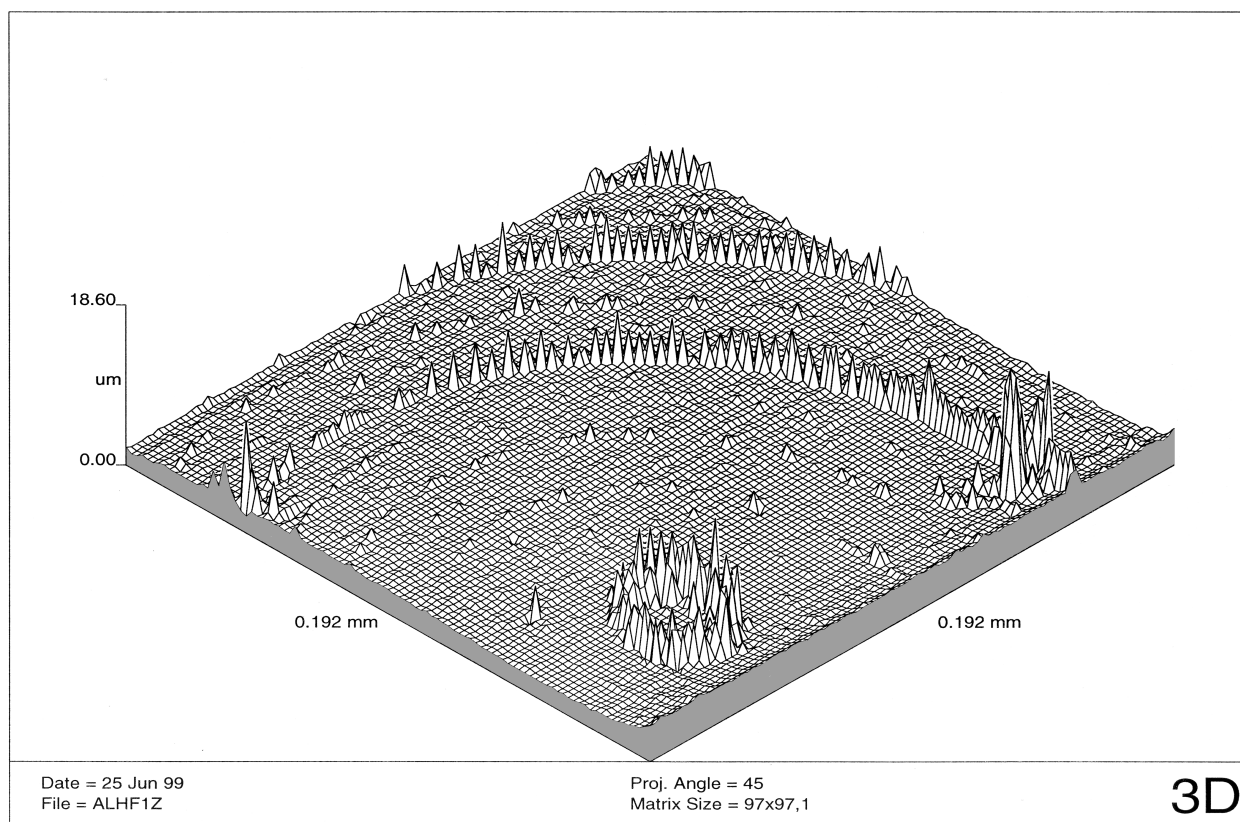 18.60
um
0.00
0.192 mm
0.192 mm
Date = 25 Jun 99
File = ALHF1Z
Proj. Angle = 45
Matrix Size = 97x97,1
3D